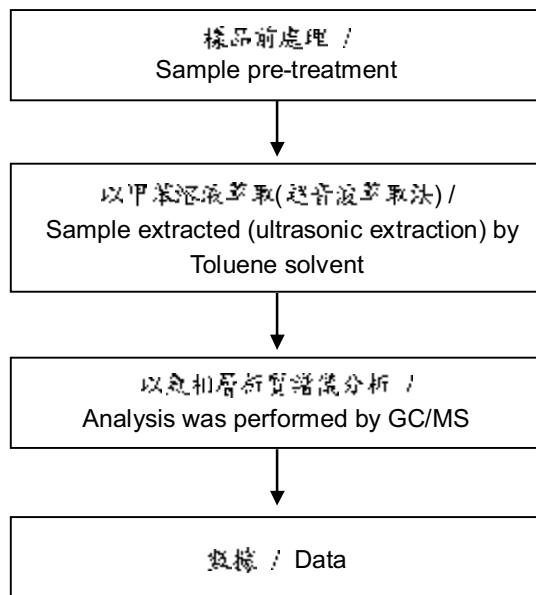 樣品前處理 /
Sample pre-treatment
以甲苯溶液萃取(超音波萃取法) /
Sample extracted (ultrasonic extraction) by
Toluene solvent
以氣相層析質譜儀分析 /
Analysis was performed by GC/MS
數據 / Data